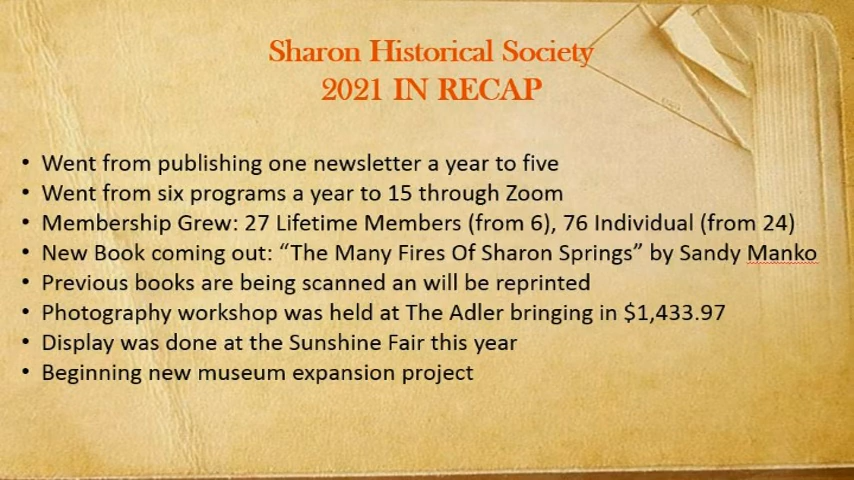 Sharon Historical Society
2021 IN RECAP
• Went from publishing one newsletter a year to five
• Went from six programs a year to 15 through Zoom
• Membership Grew: 27 Lifetime Members (from 6), 76 Individual (from 24)
• New Book coming out: “The Many Fires Of Sharon Springs” by Sandy Manko
• Previous books are being scanned an will be reprinted
• Photography workshop was held at The Adler bringing in $1,433.97
• Display was done at the Sunshine Fair this year
• Beginning new museum expansion project